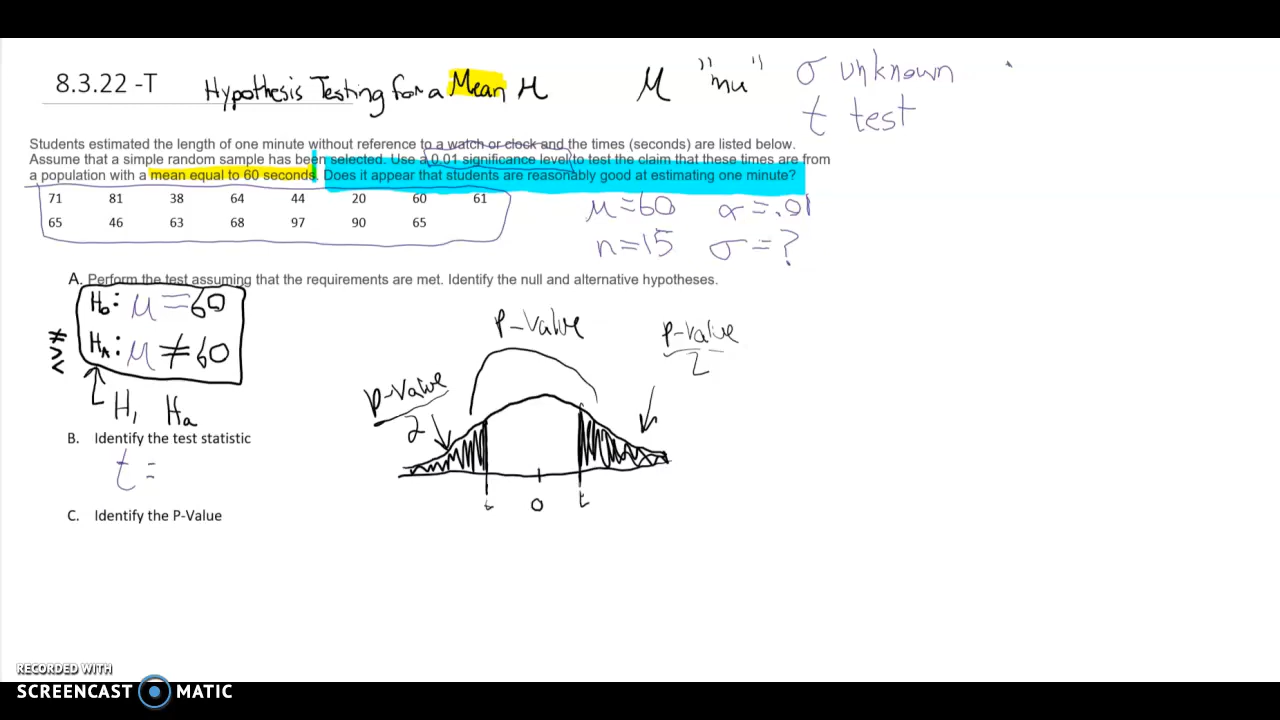 8.3.22 -T Hypothesis Testing for a Mean μ μ "mu" σ unknown
t test
Students estimated the length of one minute without reference to a watch or clock and the times (seconds) are listed below.
Assume that a simple random sample has been selected. Use a 0.01 significance level to test the claim that these times are from
a population with a mean equal to 60 seconds. Does it appear that students are reasonably good at estimating one minute?
71 81 38 64 44 20 60 61
65 46 63 68 97 90 65
μ=60 α=.01
n=15 σ=?
A. Perform the test assuming that the requirements are met. Identify the null and alternative hypotheses.
H₀: μ=60
≠ > <
Hₐ: μ≠60
H₁ Hₐ
P-Value
P-Value/2
P-Value/2
t 0 t
B. Identify the test statistic
t =
C. Identify the P-Value
RECORDED WITH
SCREENCAST MATIC